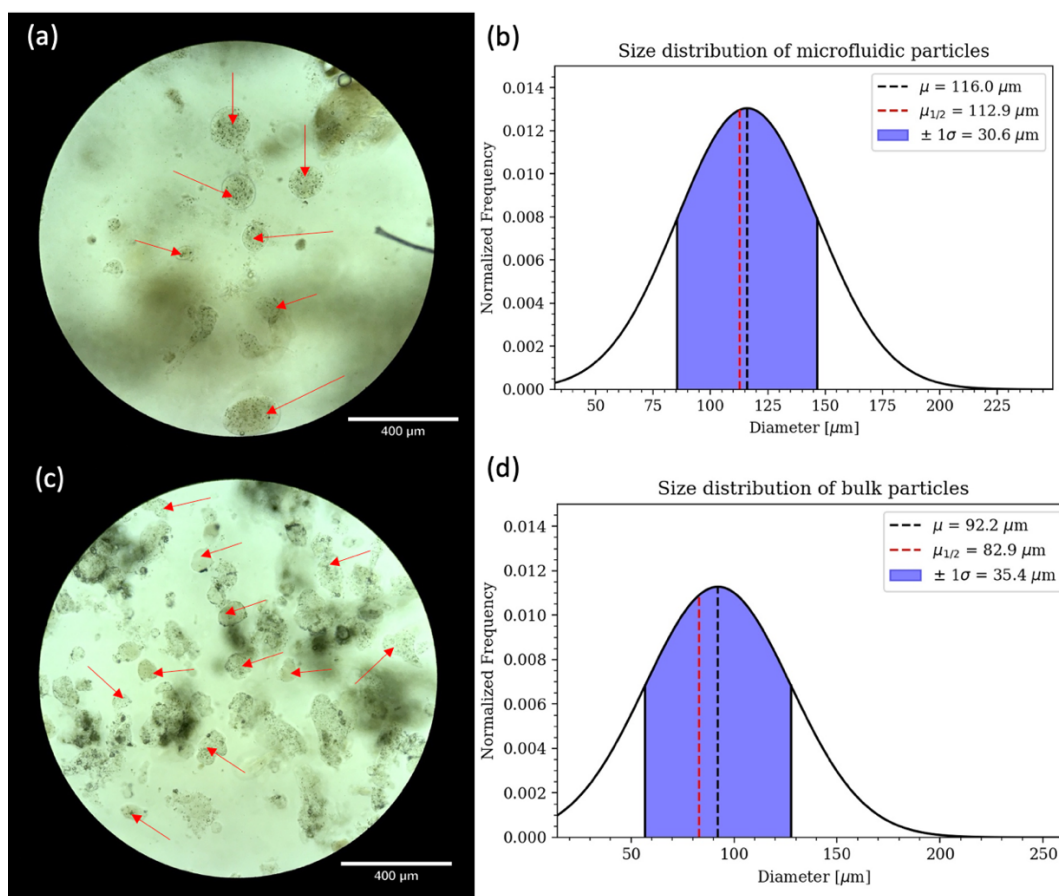 (a)
400 μm
(b)
Size distribution of microfluidic particles
μ = 116.0 μm
μ1/2 = 112.9 μm
± 1σ = 30.6 μm
Normalized Frequency
0.014
0.012
0.010
0.008
0.006
0.004
0.002
0.000
50 75 100 125 150 175 200 225
Diameter [μm]
(c)
400 μm
(d)
Size distribution of bulk particles
μ = 92.2 μm
μ1/2 = 82.9 μm
± 1σ = 35.4 μm
Normalized Frequency
0.014
0.012
0.010
0.008
0.006
0.004
0.002
0.000
50 100 150 200 250
Diameter [μm]